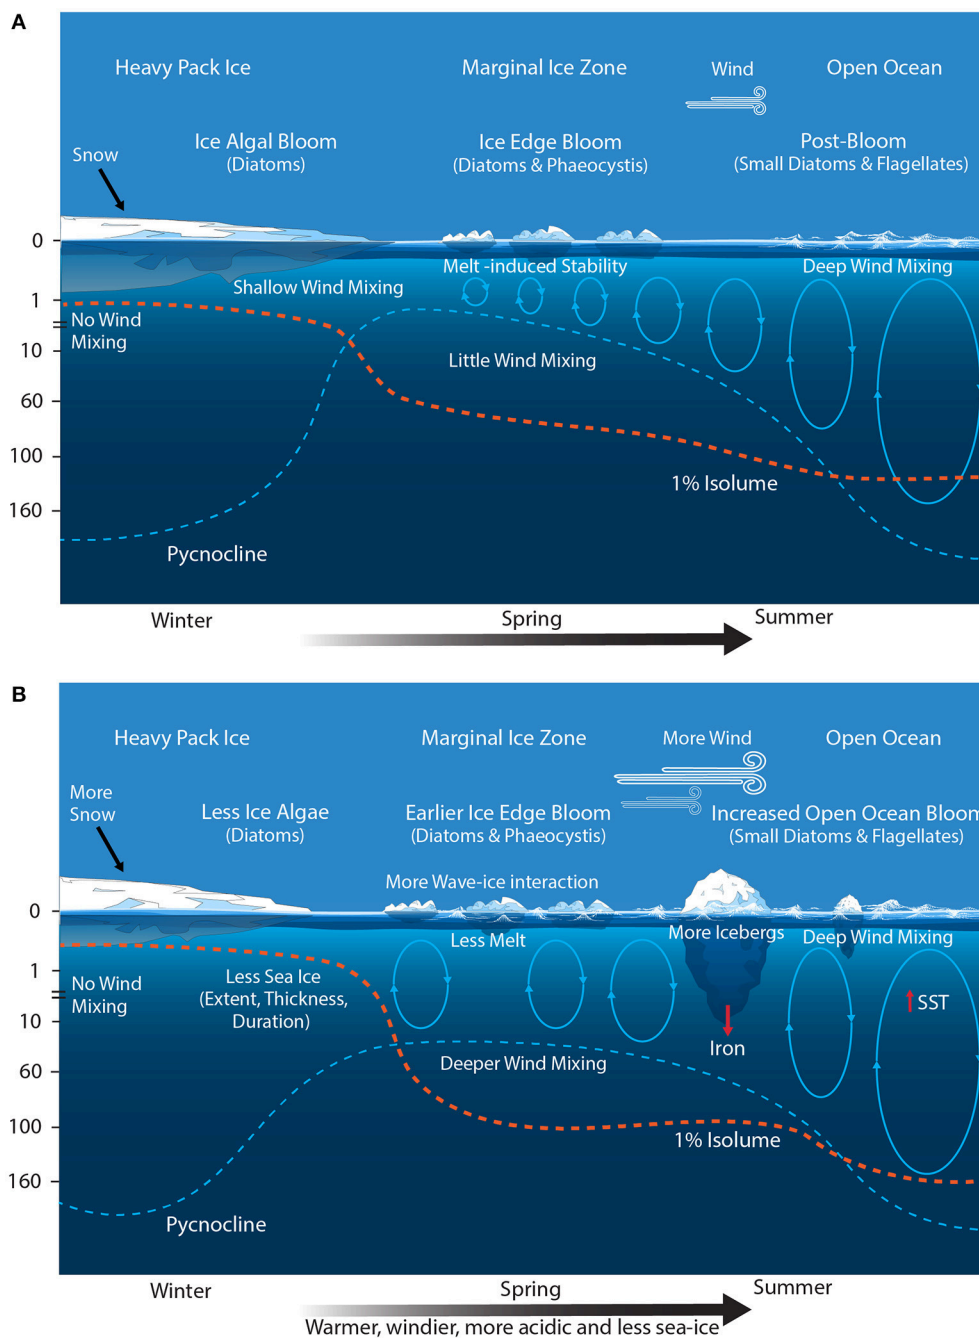 A
Heavy Pack Ice
Marginal Ice Zone
Wind
Open Ocean
Snow
Ice Algal Bloom
(Diatoms)
Ice Edge Bloom
(Diatoms & Phaeocystis)
Post-Bloom
(Small Diatoms & Flagellates)
0
Melt -induced Stability
Deep Wind Mixing
Shallow Wind Mixing
1
No Wind
Mixing
10
Little Wind Mixing
60
100
1% Isolume
160
Pycnocline
Winter
Spring
Summer
B
Heavy Pack Ice
Marginal Ice Zone
More Wind
Open Ocean
More
Snow
Less Ice Algae
(Diatoms)
Earlier Ice Edge Bloom
(Diatoms & Phaeocystis)
Increased Open Ocean Bloom
(Small Diatoms & Flagellates)
More Wave-ice interaction
0
Less Melt
More Icebergs
Deep Wind Mixing
1
No Wind
Mixing
Less Sea Ice
(Extent, Thickness,
Duration)
SST
10
Iron
60
Deeper Wind Mixing
100
1% Isolume
160
Pycnocline
Winter
Spring
Summer
Warmer, windier, more acidic and less sea-ice